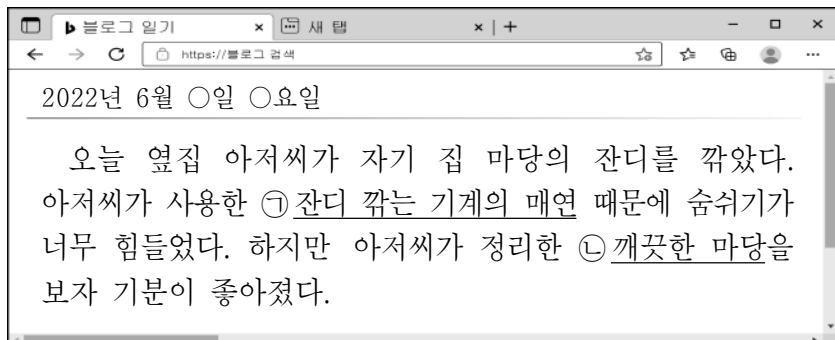 블로그 일기
새 탭
https://블로그 검색
2022년 6월 ○일 ○요일
오늘 옆집 아저씨가 자기 집 마당의 잔디를 깎았다.
아저씨가 사용한 ㉠잔디 깎는 기계의 매연 때문에 숨쉬기가
너무 힘들었다. 하지만 아저씨가 정리한 ㉡깨끗한 마당을
보자 기분이 좋아졌다.